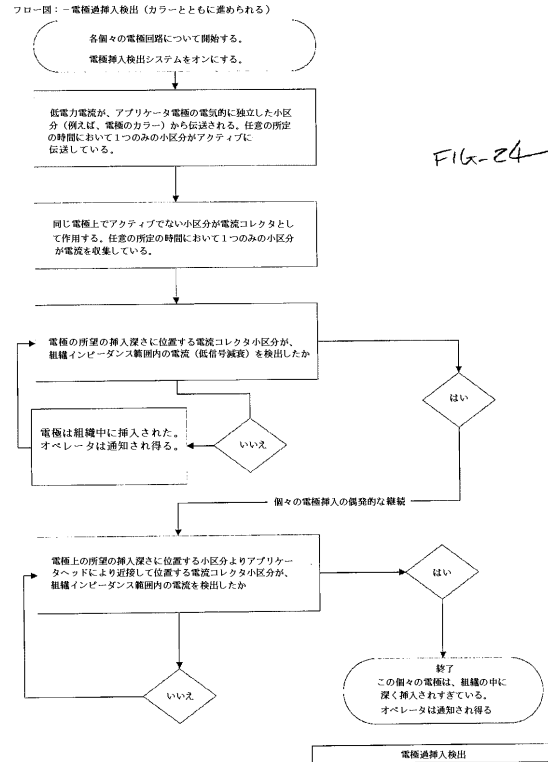 フロー図：－電極過挿入検出（カラーとともに進められる）
各個々の電極回路について開始する。
電極挿入検出システムをオンにする。
低電力電流が、アプリケータ電極の電気的に独立した小区
分（例えば、電極のカラー）から伝送される。任意の所定
の時間において１つのみの小区分がアクティブに
伝送している。
FIG-24
同じ電極上でアクティブでない小区分が電流コレクタとし
て作用する。任意の所定の時間において１つのみの小区分
が電流を収集している。
電極の所望の挿入深さに位置する電流コレクタ小区分が、
組織インピーダンス範囲内の電流（低信号減衰）を検出したか
はい
電極は組織中に挿入された。
オペレータは通知され得る。
いいえ
個々の電極挿入の偶発的な継続
電極上の所望の挿入深さに位置する小区分よりアプリケー
タヘッドにより近接して位置する電流コレクタ小区分が、
組織インピーダンス範囲内の電流を検出したか
はい
いいえ
終了
この個々の電極は、組織の中に
深く挿入されすぎている。
オペレータは通知され得る
電極過挿入検出